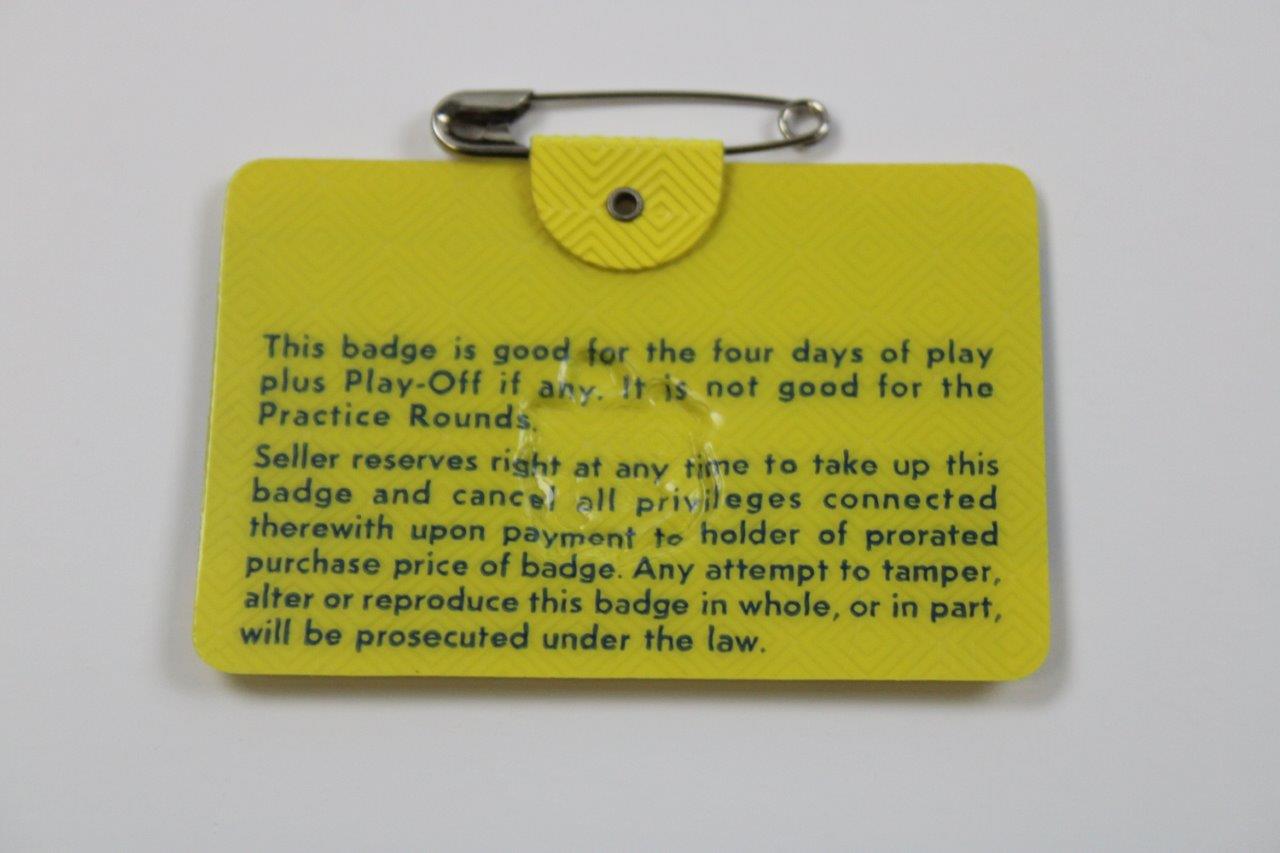 This badge is good for the four days of play
plus Play-Off if any. It is not good for the
Practice Rounds.
Seller reserves right at any time to take up this
badge and cancel all privileges connected
therewith upon payment to holder of prorated
purchase price of badge. Any attempt to tamper,
alter or reproduce this badge in whole, or in part,
will be prosecuted under the law.